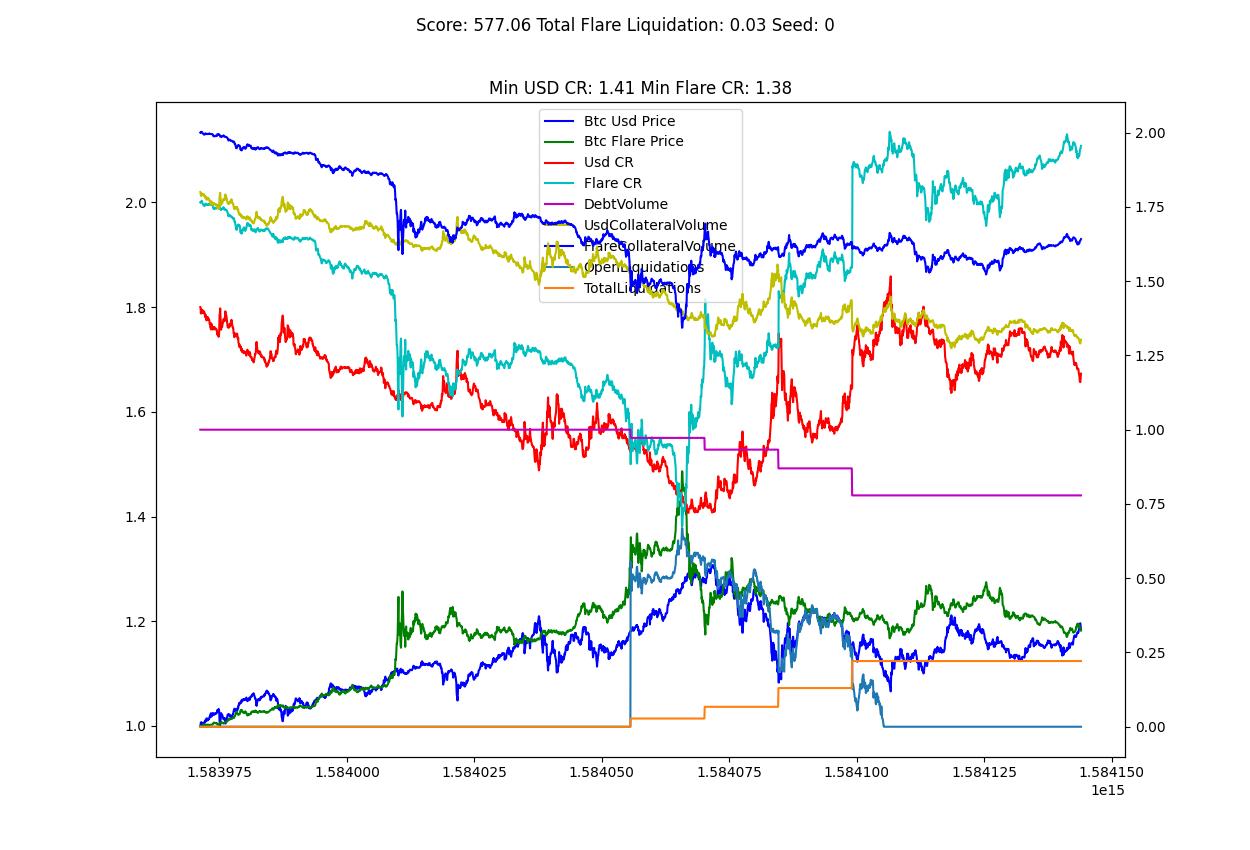 Score: 577.06 Total Flare Liquidation: 0.03 Seed: 0
Min USD CR: 1.41 Min Flare CR: 1.38
Btc Usd Price
Btc Flare Price
Usd CR
Flare CR
DebtVolume
UsdCollateralVolume
FlareCollateralVolume
OpenLiquidations
TotalLiquidations
2.0
1.8
1.6
1.4
1.2
1.0
2.00
1.75
1.50
1.25
1.00
0.75
0.50
0.25
0.00
1.583975
1.584000
1.584025
1.584050
1.584075
1.584100
1.584125
1.584150
1e15